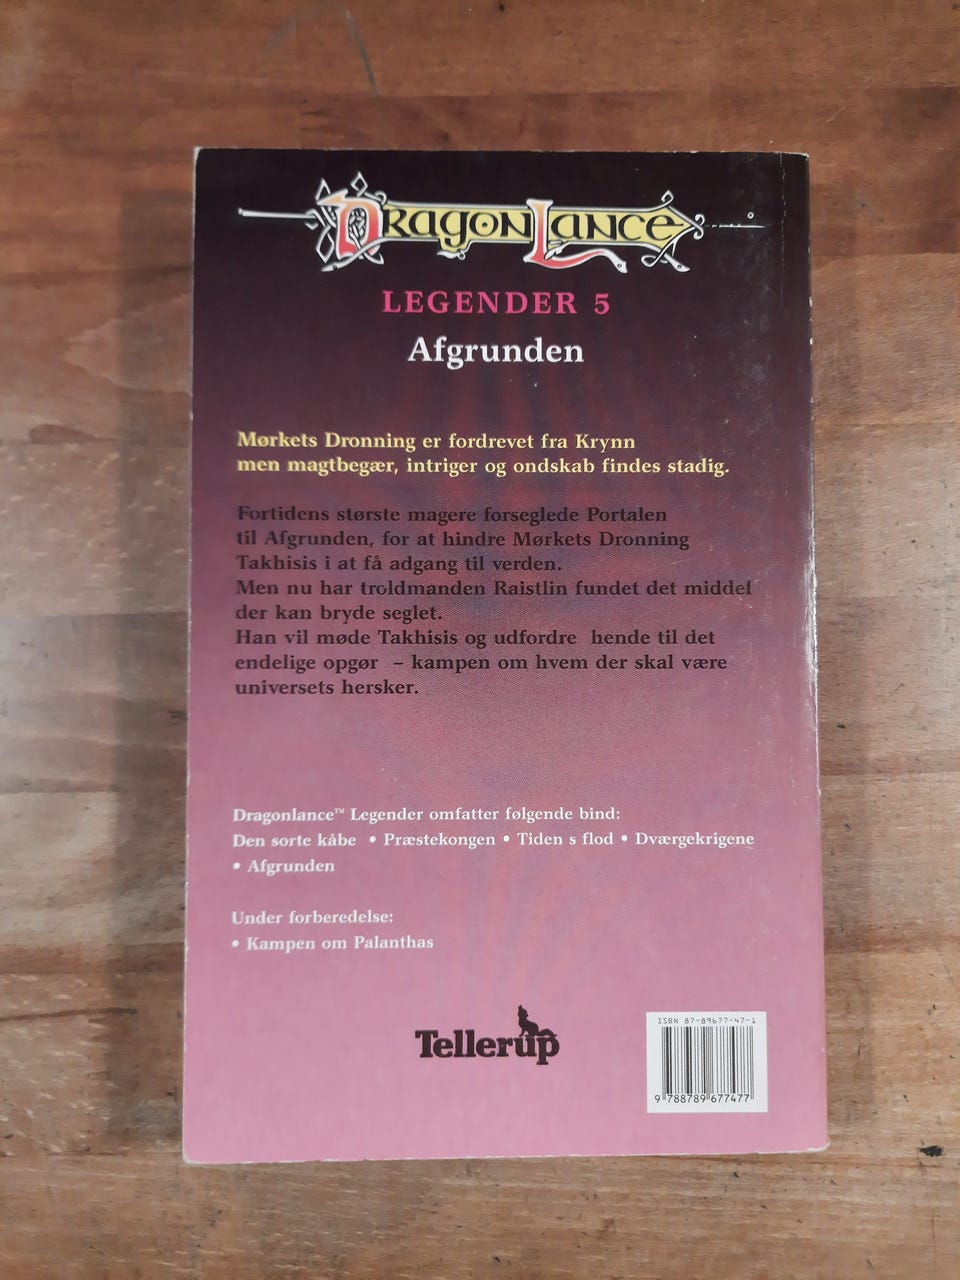 DRAGONLANCE
LEGENDER 5
Afgrunden
Mørkets Dronning er fordrevet fra Krynn
men magtbegær, intriger og ondskab findes stadig.
Fortidens største magere forseglede Portalen
til Afgrunden, for at hindre Mørkets Dronning
Takhisis i at få adgang til verden.
Men nu har troldmanden Raistlin fundet det middel
der kan bryde seglet.
Han vil møde Takhisis og udfordre hende til det
endelige opgør – kampen om hvem der skal være
universets hersker.
Dragonlance™ Legender omfatter følgende bind:
Den sorte kåbe • Præstekongen • Tiden s flod • Dværgekrigene
• Afgrunden
Under forberedelse:
• Kampen om Palanthas
Tellerup
ISBN 87-89677-47-1
9 788789 677477